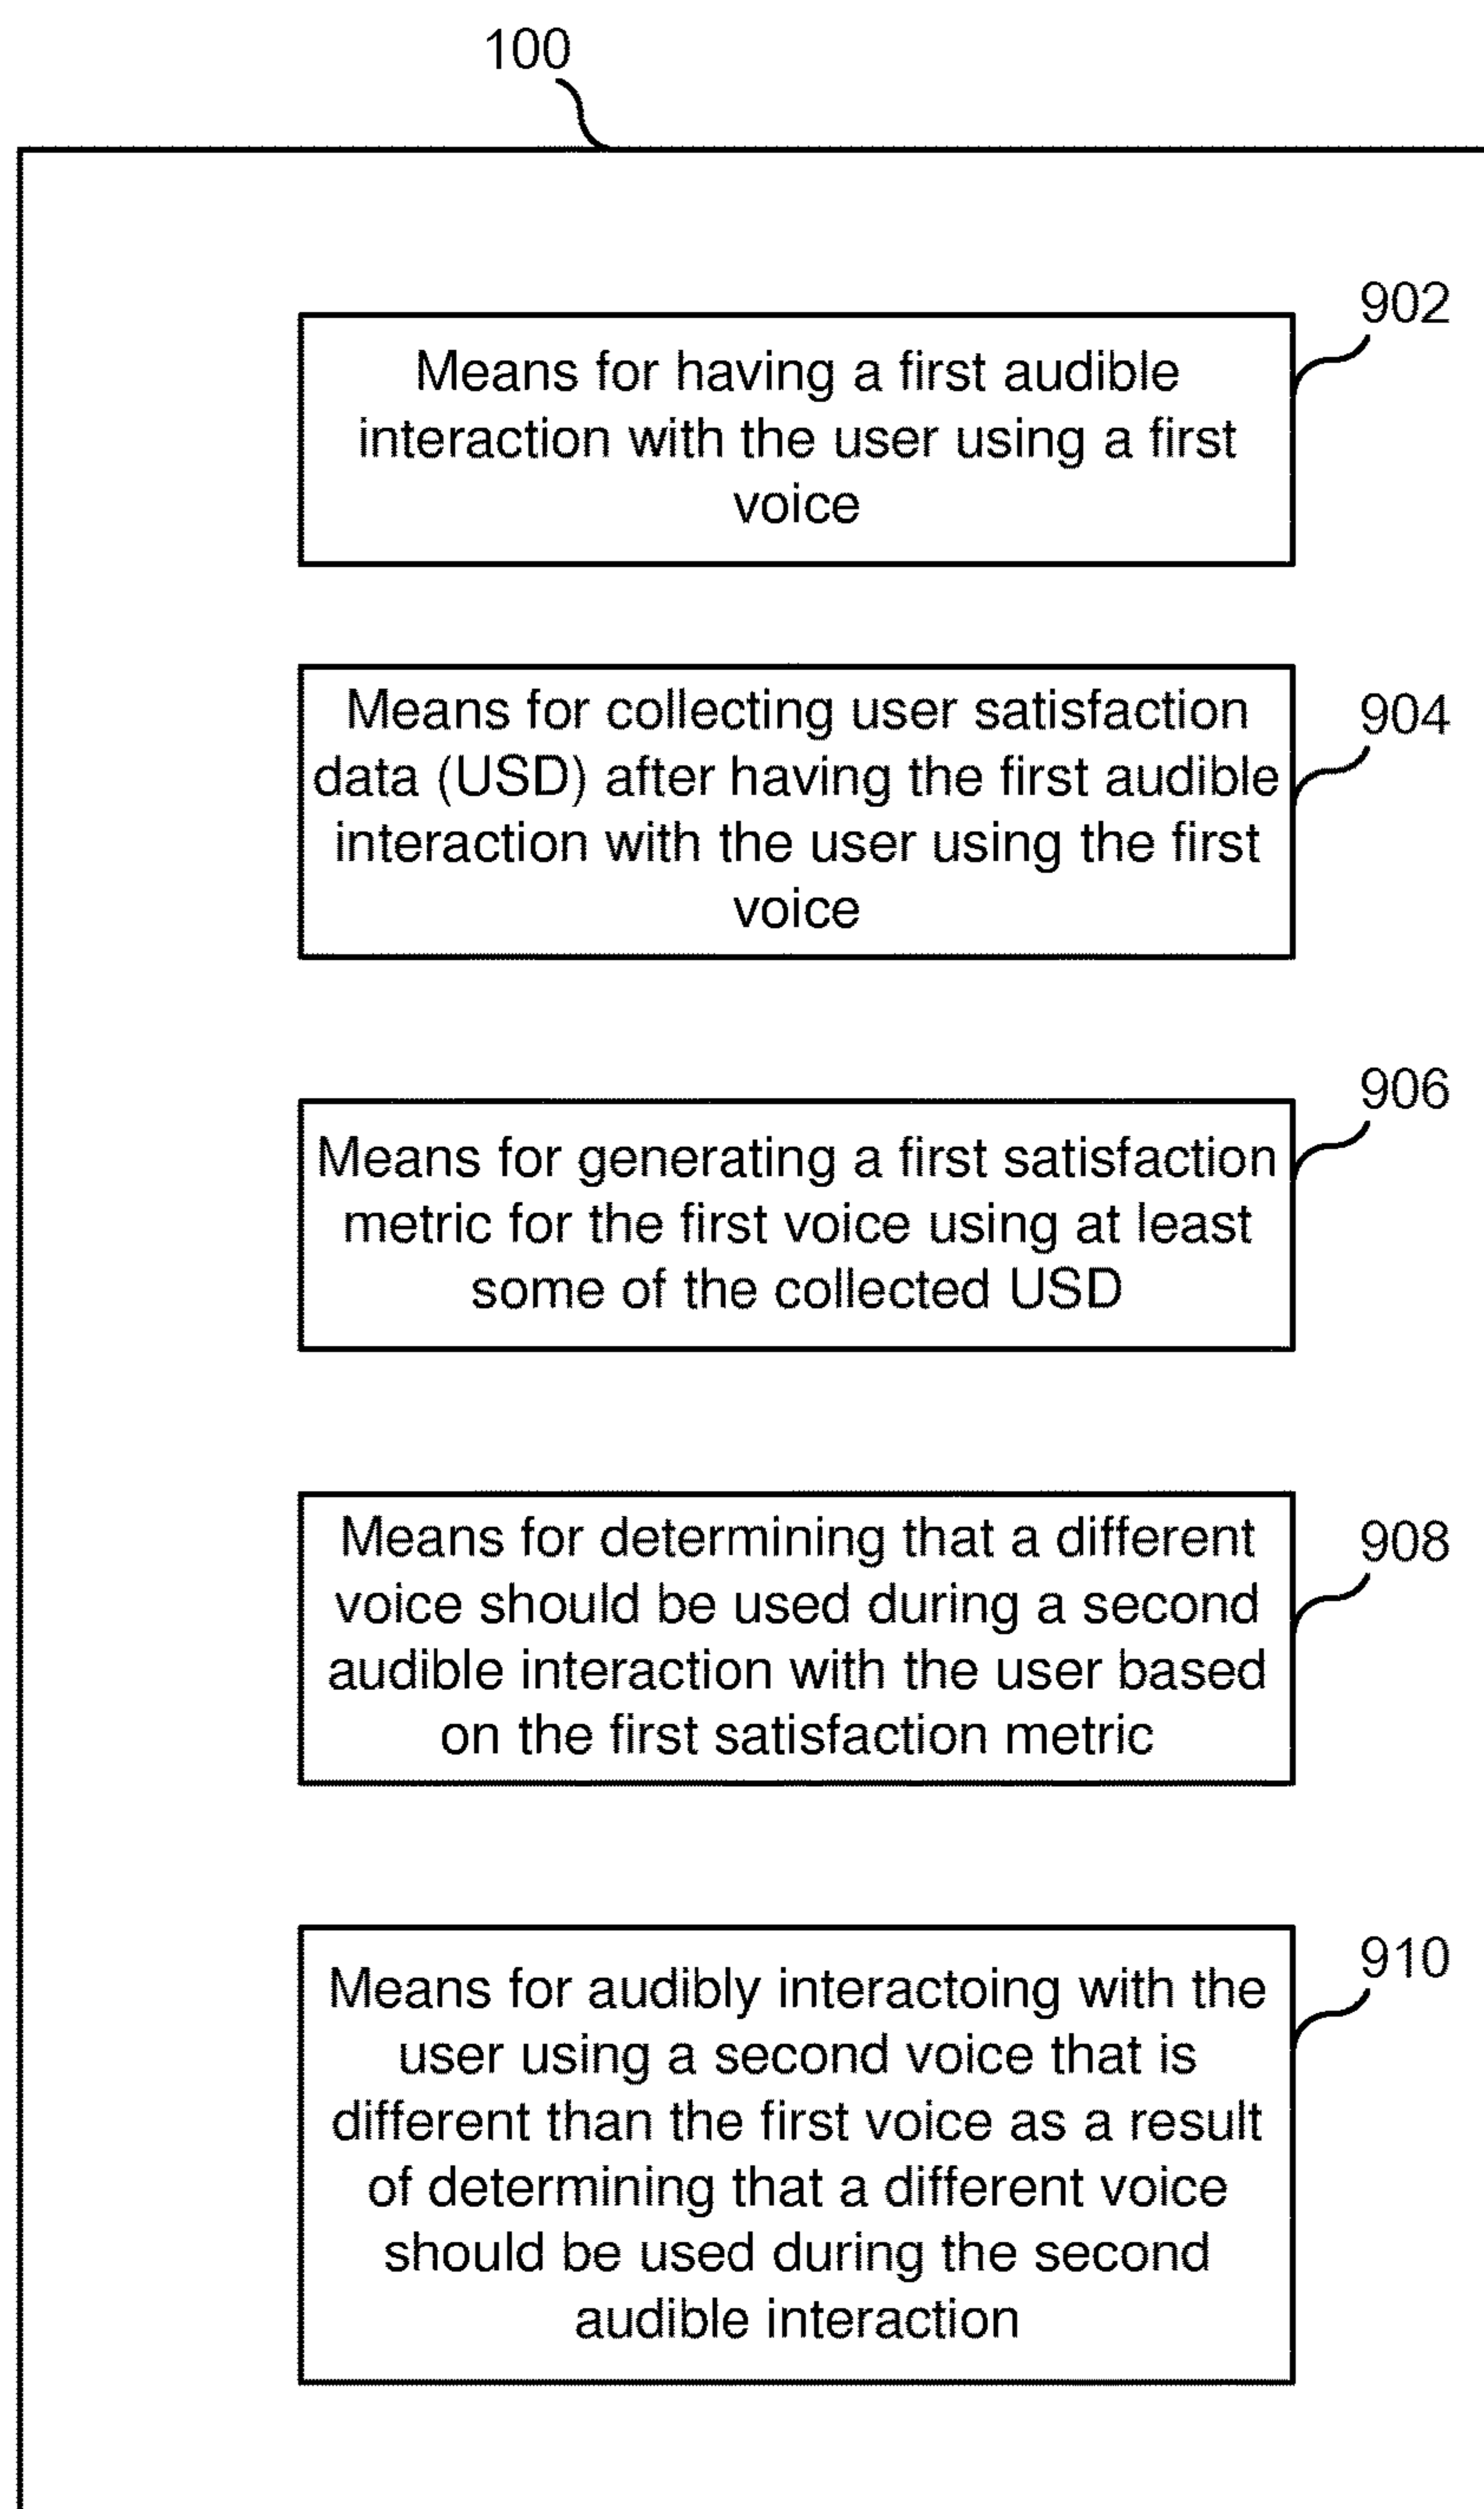 100
902
Means for having a first audible
interaction with the user using a first
voice
904
Means for collecting user satisfaction
data (USD) after having the first audible
interaction with the user using the first
voice
906
Means for generating a first satisfaction
metric for the first voice using at least
some of the collected USD
908
Means for determining that a different
voice should be used during a second
audible interaction with the user based
on the first satisfaction metric
910
Means for audibly interactoing with the
user using a second voice that is
different than the first voice as a result
of determining that a different voice
should be used during the second
audible interaction